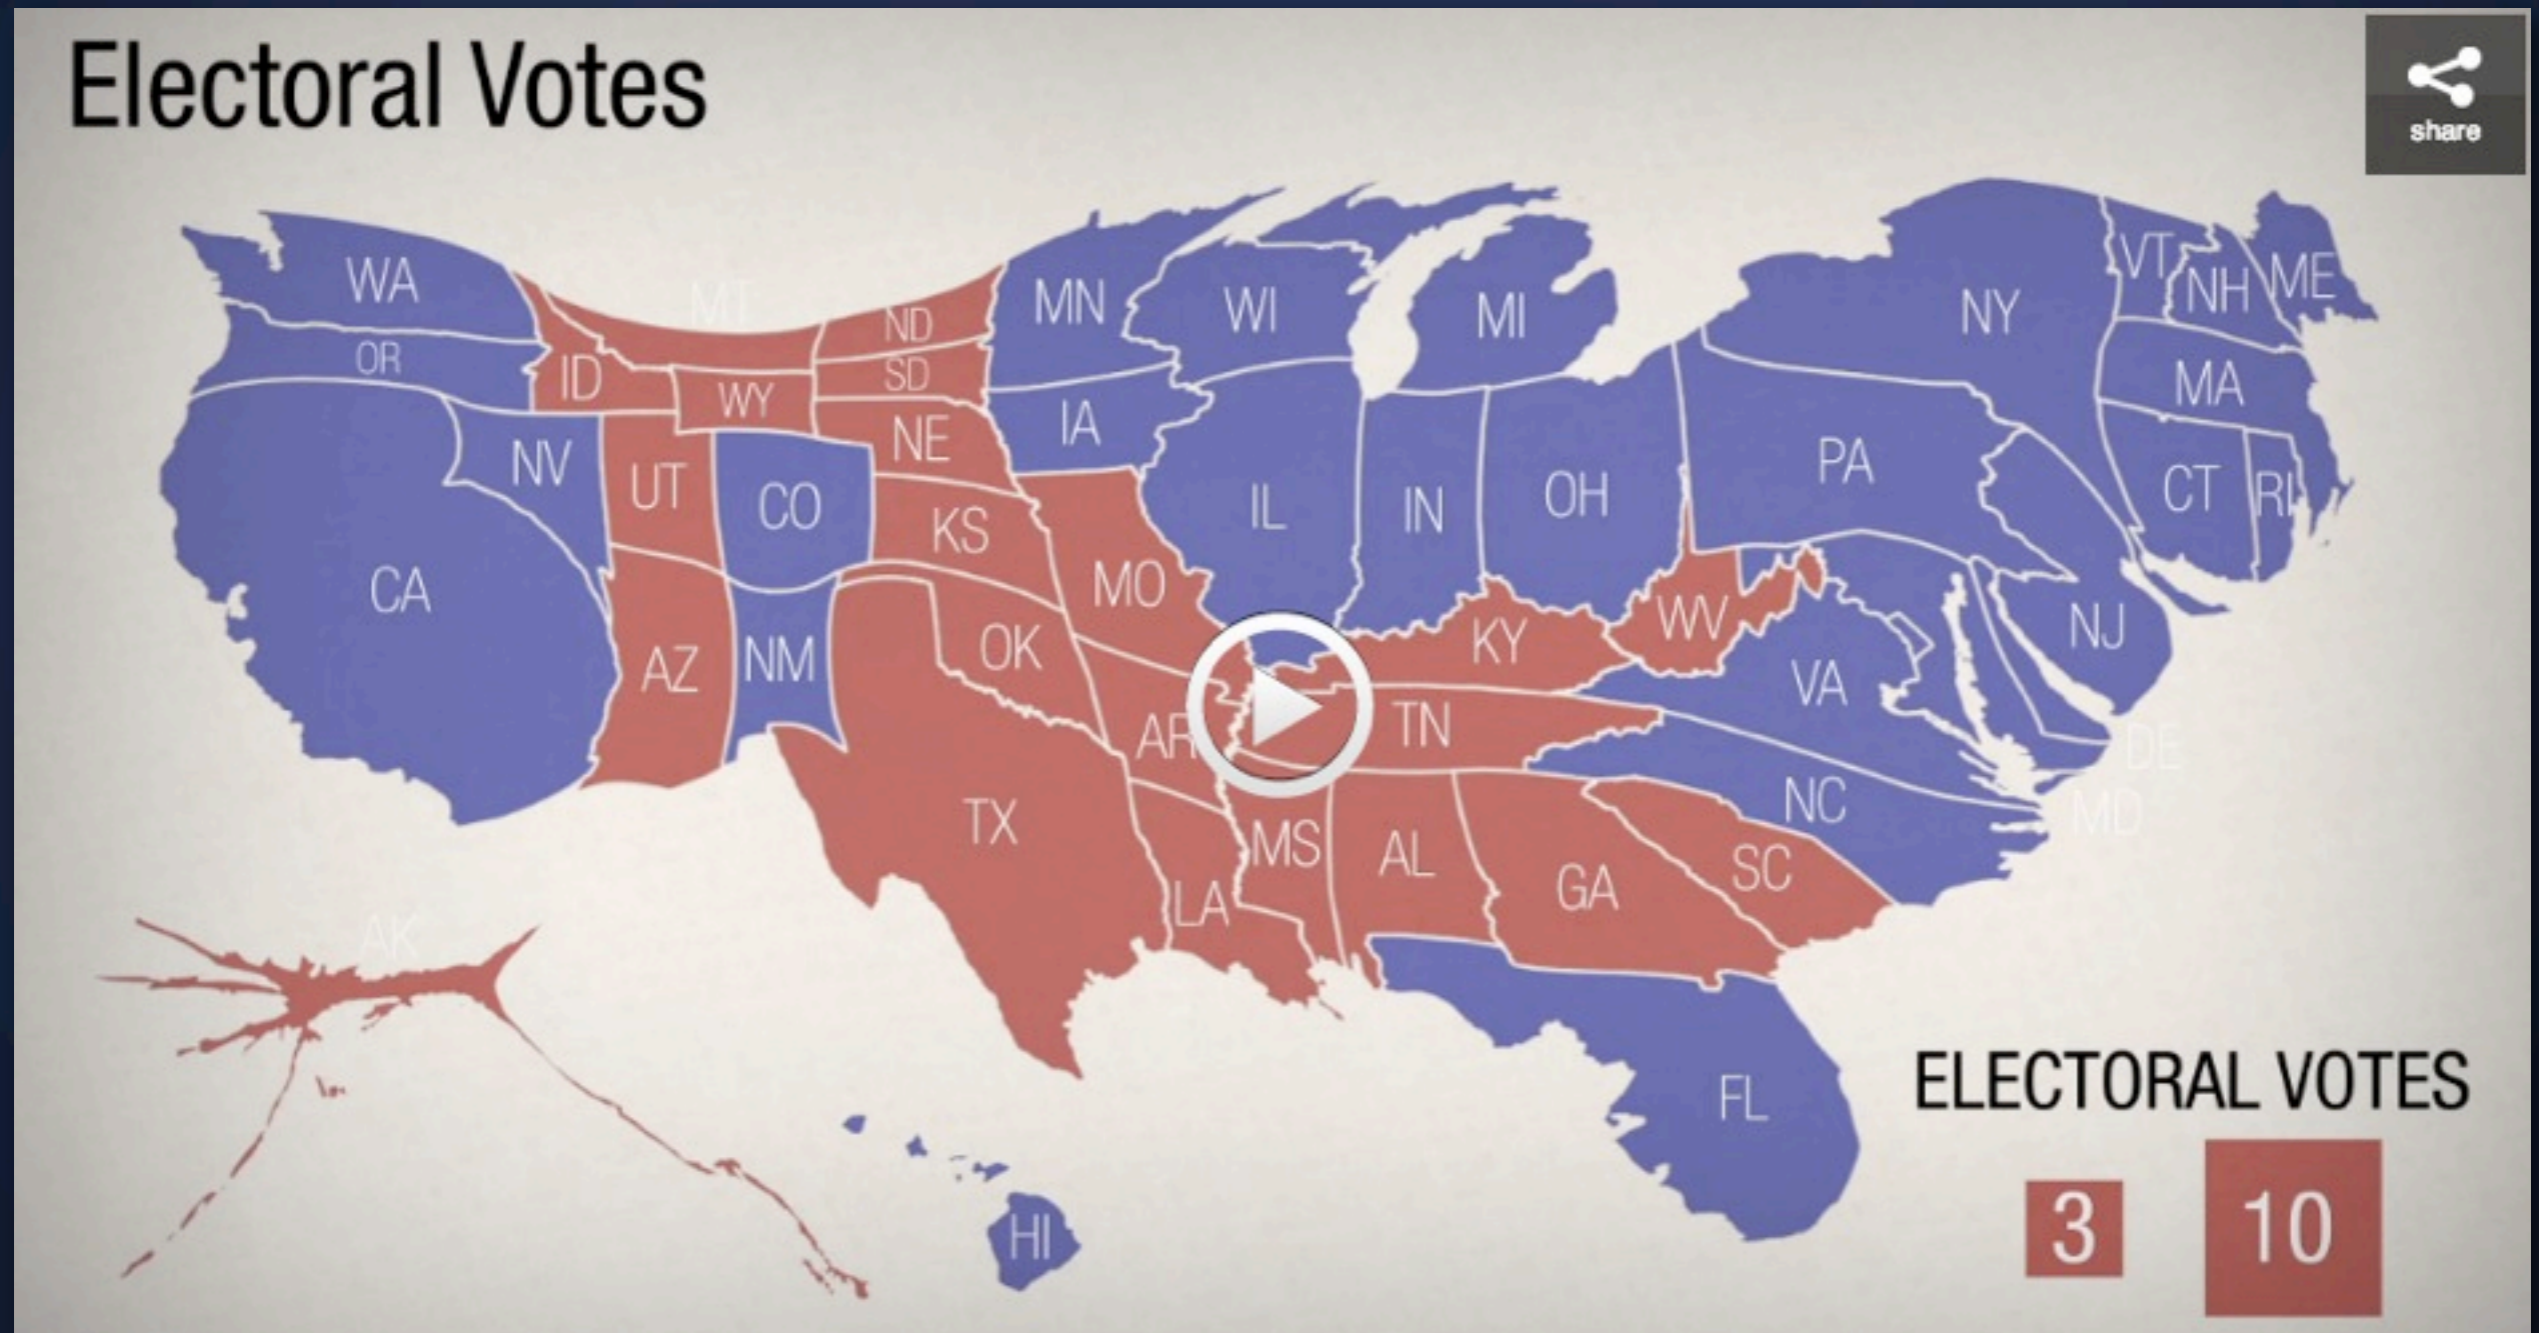 Electoral Votes
share
WA
MT
ND
MN
WI
MI
NY
VT
NH
ME
OR
ID
WY
SD
IA
MA
NV
UT
CO
NE
KS
IL
IN
OH
PA
CT
RI
CA
AZ
NM
OK
MO
KY
WV
VA
NJ
DE
TX
AR
TN
NC
MD
LA
MS
AL
GA
SC
AK
FL
HI
ELECTORAL VOTES
3 10